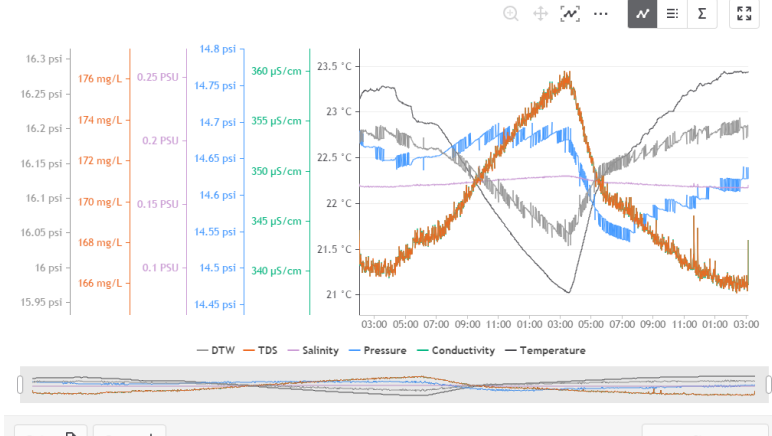 Σ
16.3 psi
16.25 psi
16.2 psi
16.15 psi
16.1 psi
16.05 psi
16 psi
15.95 psi
176 mg/L
174 mg/L
172 mg/L
170 mg/L
168 mg/L
166 mg/L
0.25 PSU
0.2 PSU
0.15 PSU
0.1 PSU
14.8 psi
14.75 psi
14.7 psi
14.65 psi
14.6 psi
14.55 psi
14.5 psi
14.45 psi
360 µS/cm
355 µS/cm
350 µS/cm
345 µS/cm
340 µS/cm
23.5 °C
23 °C
22.5 °C
22 °C
21.5 °C
21 °C
03:00 05:00 07:00 09:00 11:00 01:00 03:00 05:00 07:00 09:00 11:00 01:00 03:00
DTW TDS Salinity Pressure Conductivity Temperature